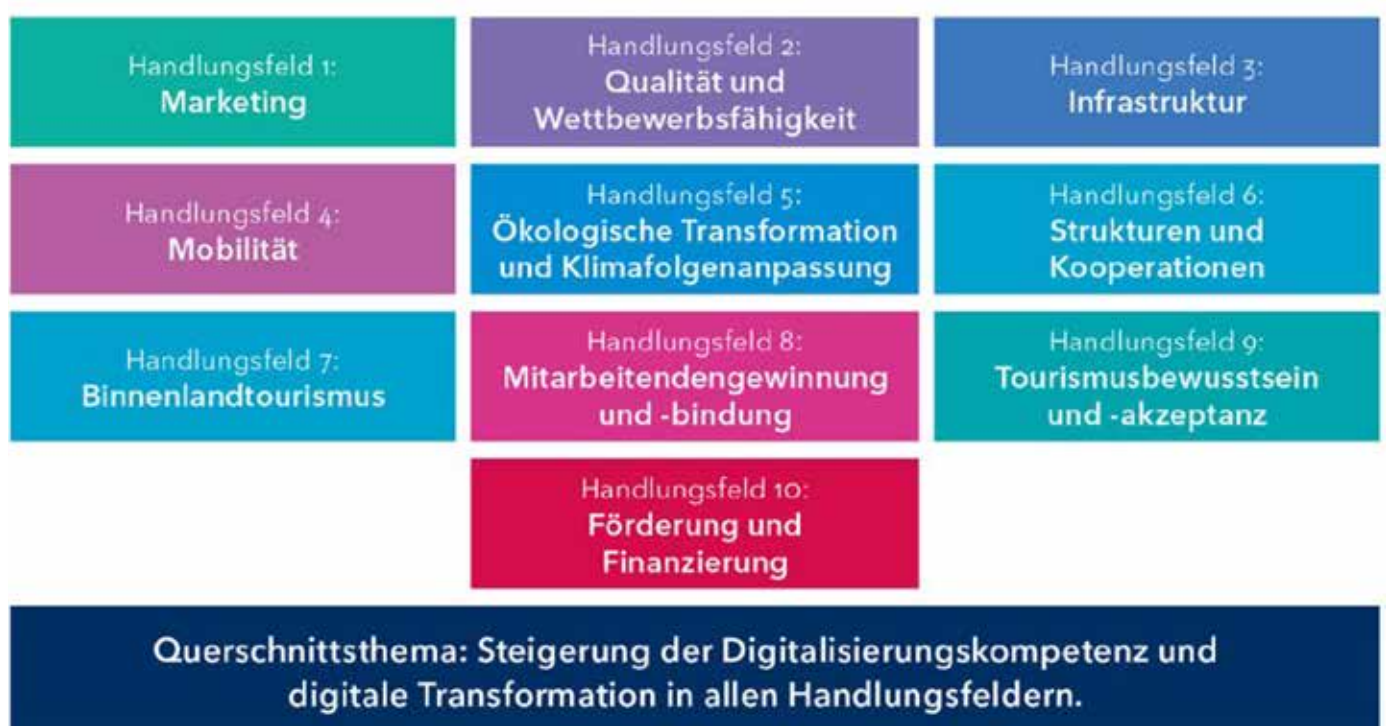 Handlungsfeld 1:
Marketing
Handlungsfeld 2:
Qualität und
Wettbewerbsfähigkeit
Handlungsfeld 3:
Infrastruktur
Handlungsfeld 4:
Mobilität
Handlungsfeld 5:
Ökologische Transformation
und Klimafolgenanpassung
Handlungsfeld 6:
Strukturen und
Kooperationen
Handlungsfeld 7:
Binnenlandtourismus
Handlungsfeld 8:
Mitarbeitendengewinnung
und -bindung
Handlungsfeld 9:
Tourismusbewusstsein
und -akzeptanz
Handlungsfeld 10:
Förderung und
Finanzierung
Querschnittsthema: Steigerung der Digitalisierungskompetenz und
digitale Transformation in allen Handlungsfeldern.